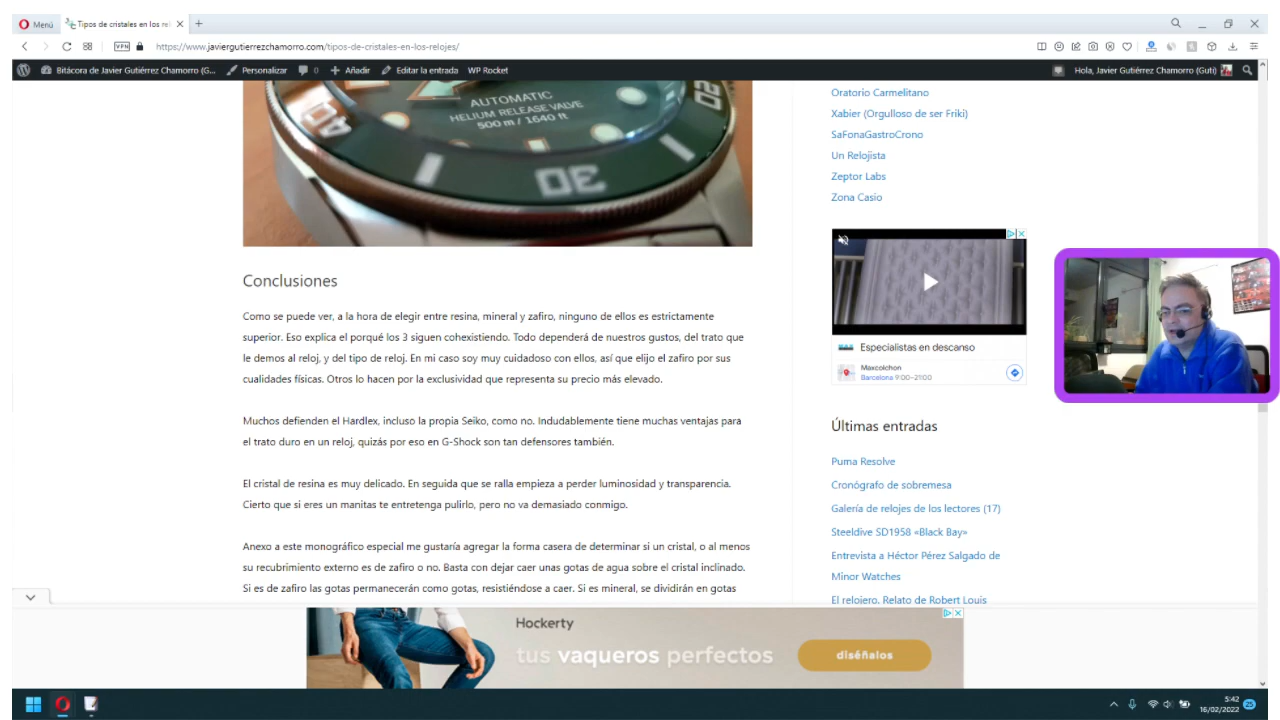 Menú
Tipos de cristales en los rel
VPN
https://www.javiergutierrezchamorro.com/tipos-de-cristales-en-los-relojes/
Bitácora de Javier Gutiérrez Chamorro (G... Personalizar 0 Añadir Editar la entrada WP Rocket
Hola, Javier Gutiérrez Chamorro (Guti)
AUTOMATIC
HELIUM RELEASE VALVE
500 m / 1640 ft
Conclusiones
Como se puede ver, a la hora de elegir entre resina, mineral y zafiro, ninguno de ellos es estrictamente
superior. Eso explica el porqué los 3 siguen cohexistiendo. Todo dependerá de nuestros gustos, del trato que
le demos al reloj, y del tipo de reloj. En mi caso soy muy cuidadoso con ellos, así que elijo el zafiro por sus
cualidades físicas. Otros lo hacen por la exclusividad que representa su precio más elevado.
Muchos defienden el Hardlex, incluso la propia Seiko, como no. Indudablemente tiene muchas ventajas para
el trato duro en un reloj, quizás por eso en G-Shock son tan defensores también.
El cristal de resina es muy delicado. En seguida que se ralla empieza a perder luminosidad y transparencia.
Cierto que si eres un manitas te entretenga pulirlo, pero no va demasiado conmigo.
Anexo a este monográfico especial me gustaría agregar la forma casera de determinar si un cristal, o al menos
su recubrimiento externo es de zafiro o no. Basta con dejar caer unas gotas de agua sobre el cristal inclinado.
Si es de zafiro las gotas permanecerán como gotas, resistiéndose a caer. Si es mineral, se dividirán en gotas
Oratorio Carmelitano
Xabier (Orgulloso de ser Friki)
SaFonaGastroCrono
Un Relojista
Zeptor Labs
Zona Casio
Especialistas en descanso
Maxcolchon
Barcelona 9:00–21:00
Últimas entradas
Puma Resolve
Cronógrafo de sobremesa
Galería de relojes de los lectores (17)
Steeldive SD1958 «Black Bay»
Entrevista a Héctor Pérez Salgado de
Minor Watches
El relojero. Relato de Robert Louis
Hockerty
tus vaqueros perfectos
diséñalos
5:42
16/02/2022
25